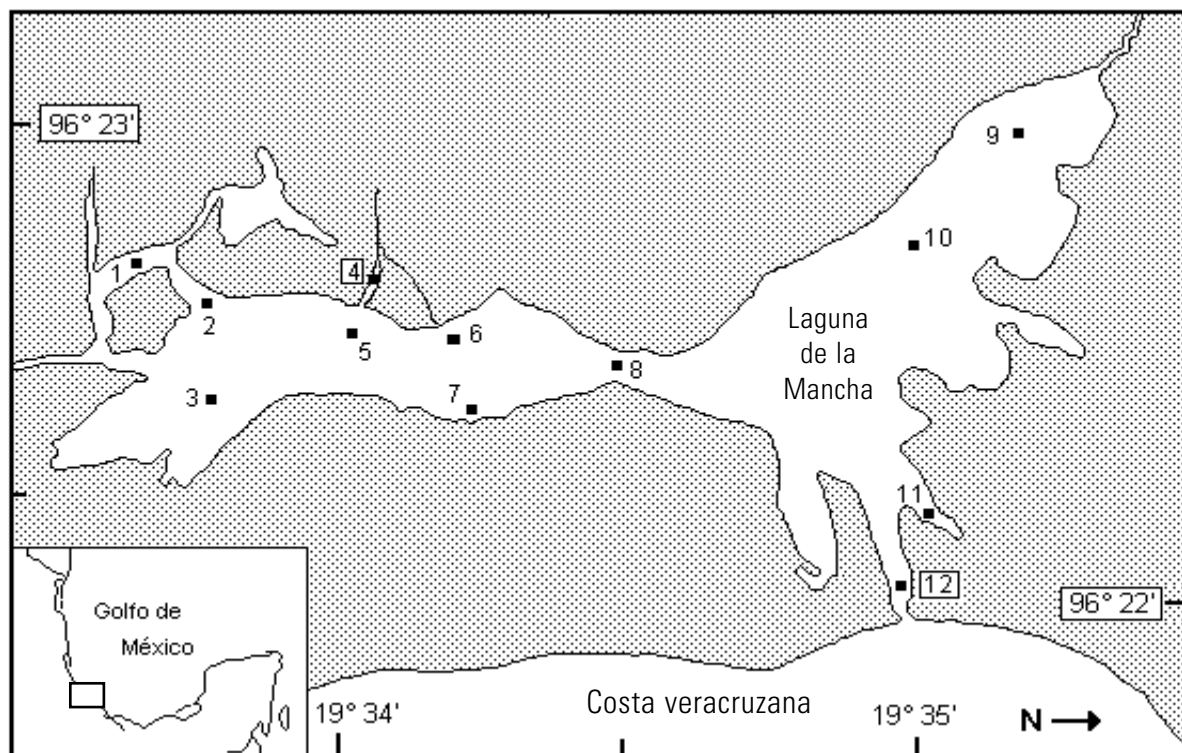 96° 23'
9
10
1
4
2
5
6
Laguna
de la
Mancha
8
3
7
11
12
96° 22'
Golfo de
México
19° 34'
Costa veracruzana
19° 35'
N